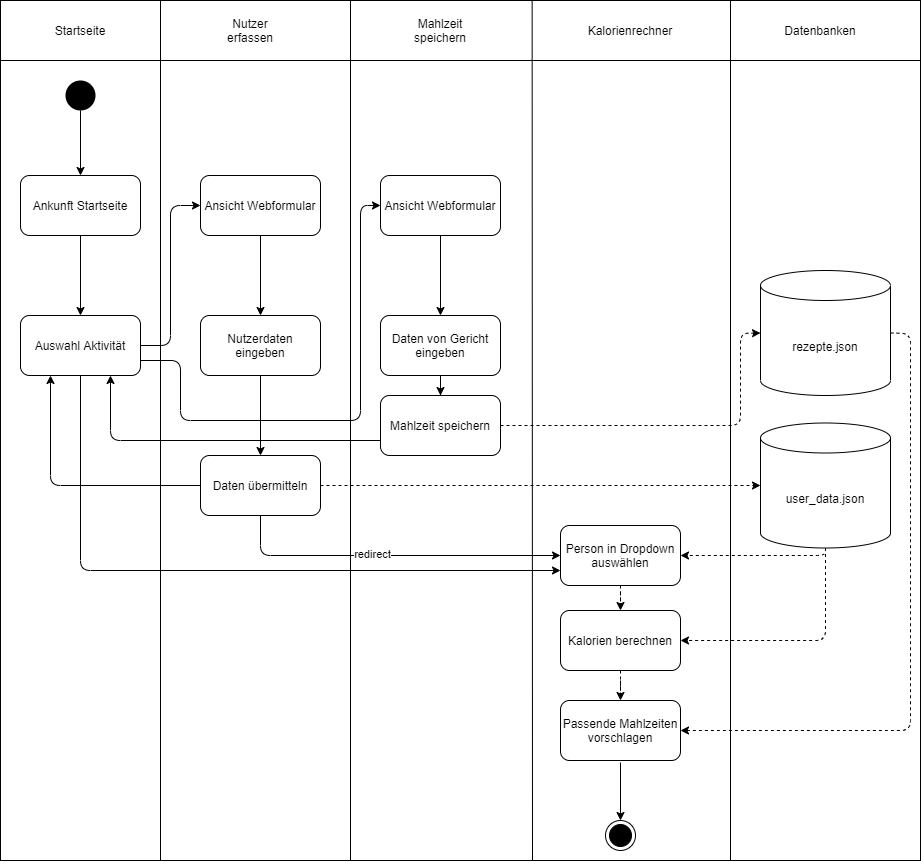 Startseite
Nutzer
erfassen
Mahlzeit
speichern
Kalorienrechner
Datenbanken
Ankunft Startseite
Ansicht Webformular
Ansicht Webformular
Auswahl Aktivität
Nutzerdaten
eingeben
Daten von Gericht
eingeben
rezepte.json
Mahlzeit speichern
Daten übermitteln
user_data.json
redirect
Person in Dropdown
auswählen
Kalorien berechnen
Passende Mahlzeiten
vorschlagen